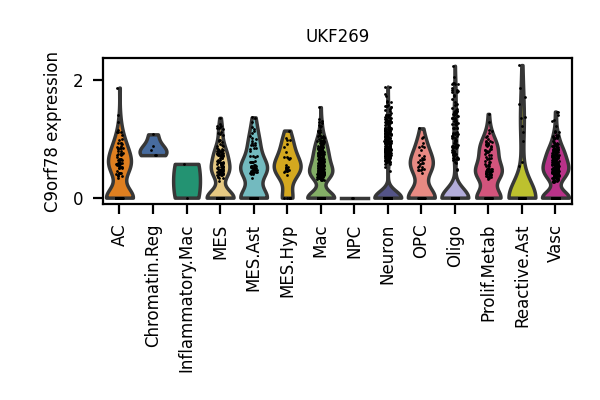 UKF269
C9orf78 expression
2
0
AC
Chromatin.Reg
Inflammatory.Mac
MES
MES.Ast
MES.Hyp
Mac
NPC
Neuron
OPC
Oligo
Prolif.Metab
Reactive.Ast
Vasc